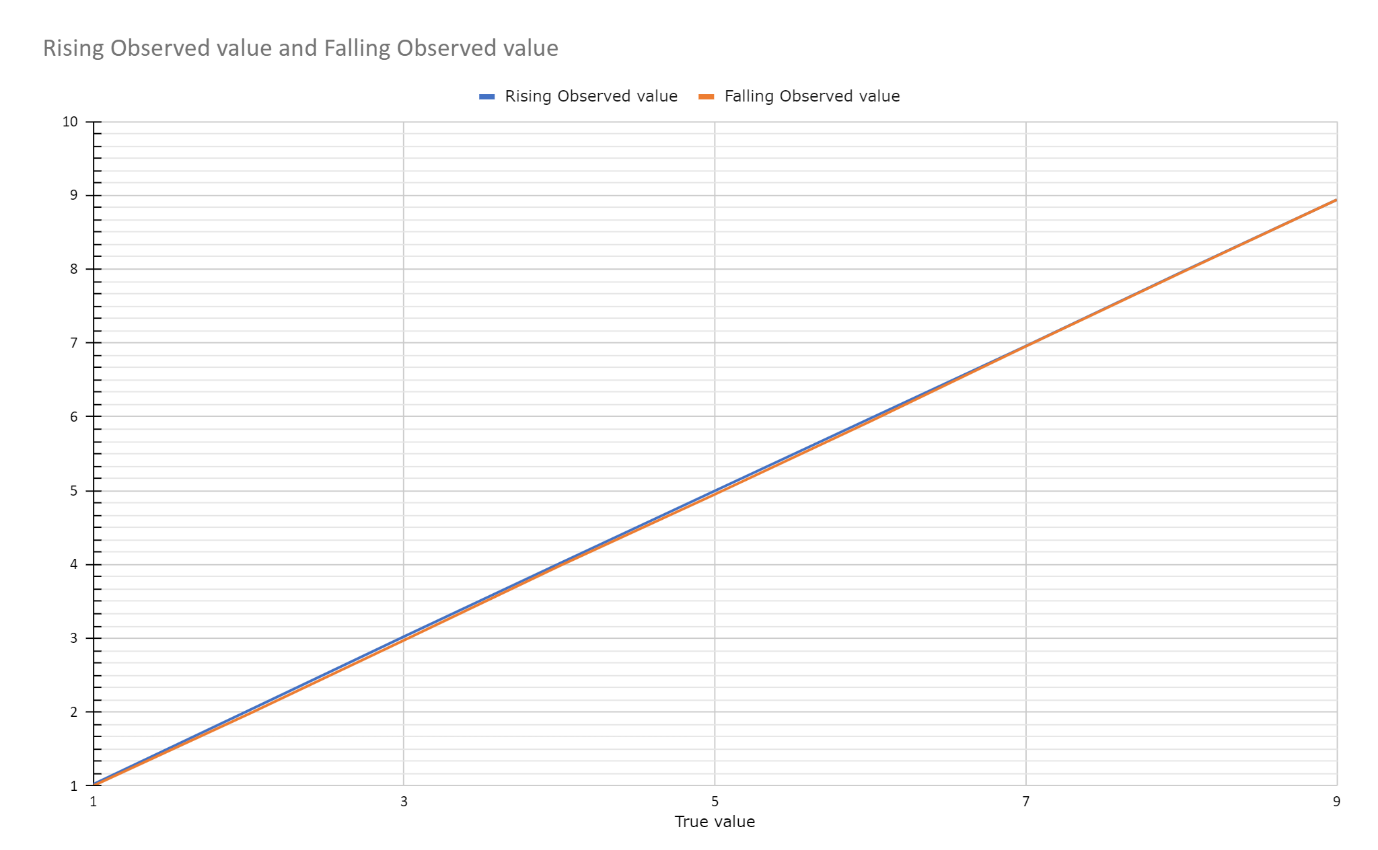 Rising Observed value and Falling Observed value
Rising Observed value Falling Observed value
10
9
8
7
6
5
4
3
2
1
1 3 5 7 9
True value